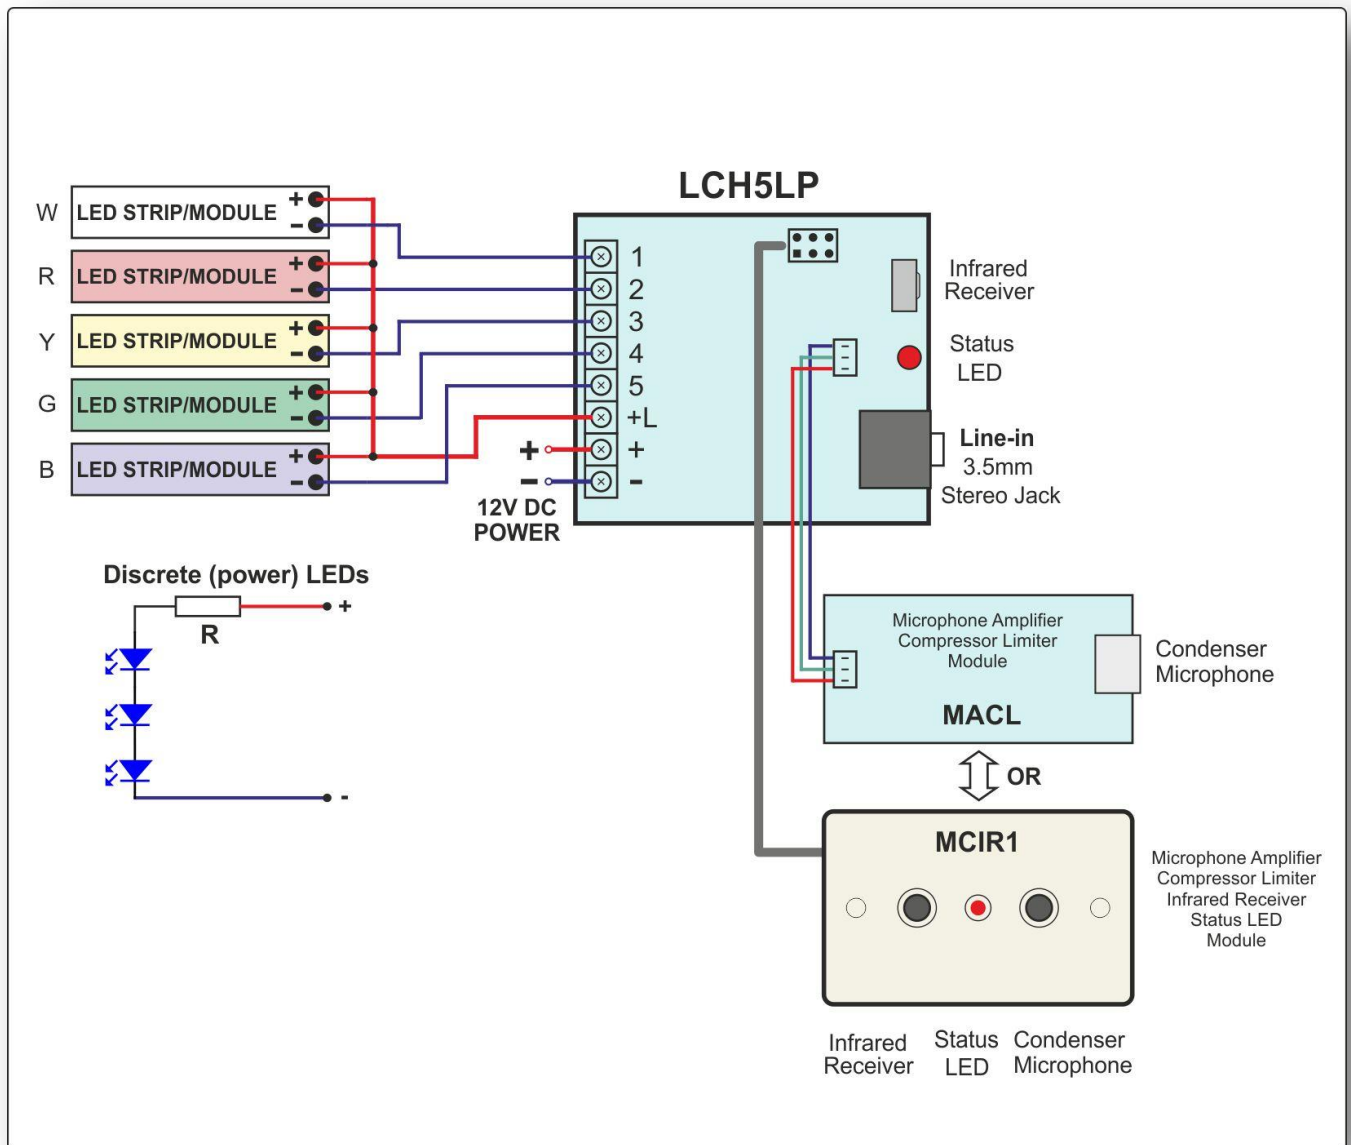 LCH5LP
W
LED STRIP/MODULE
+
-
R
LED STRIP/MODULE
+
-
Y
LED STRIP/MODULE
+
-
G
LED STRIP/MODULE
+
-
B
LED STRIP/MODULE
+
-
1
2
3
4
5
+L
+
-
+
-
12V DC
POWER
Infrared
Receiver
Status
LED
Line-in
3.5mm
Stereo Jack
Discrete (power) LEDs
+
R
-
Microphone Amplifier
Compressor Limiter
Module
MACL
Condenser
Microphone
OR
MCIR1
Microphone Amplifier
Compressor Limiter
Infrared Receiver
Status LED
Module
Infrared
Receiver
Status
LED
Condenser
Microphone